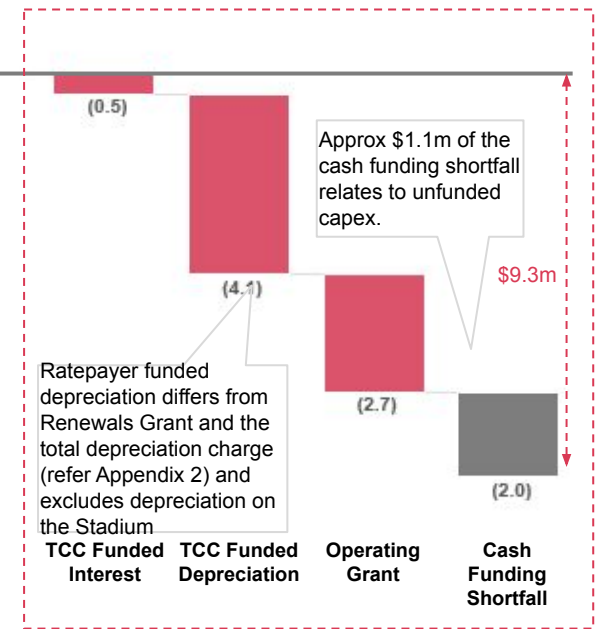 (0.5)
Approx $1.1m of the
cash funding shortfall
relates to unfunded
capex.
$9.3m
(4.1)
Ratepayer funded
depreciation differs from
Renewals Grant and the
total depreciation charge
(refer Appendix 2) and
excludes depreciation on
the Stadium
(2.7)
(2.0)
TCC Funded
Interest
TCC Funded
Depreciation
Operating
Grant
Cash
Funding
Shortfall